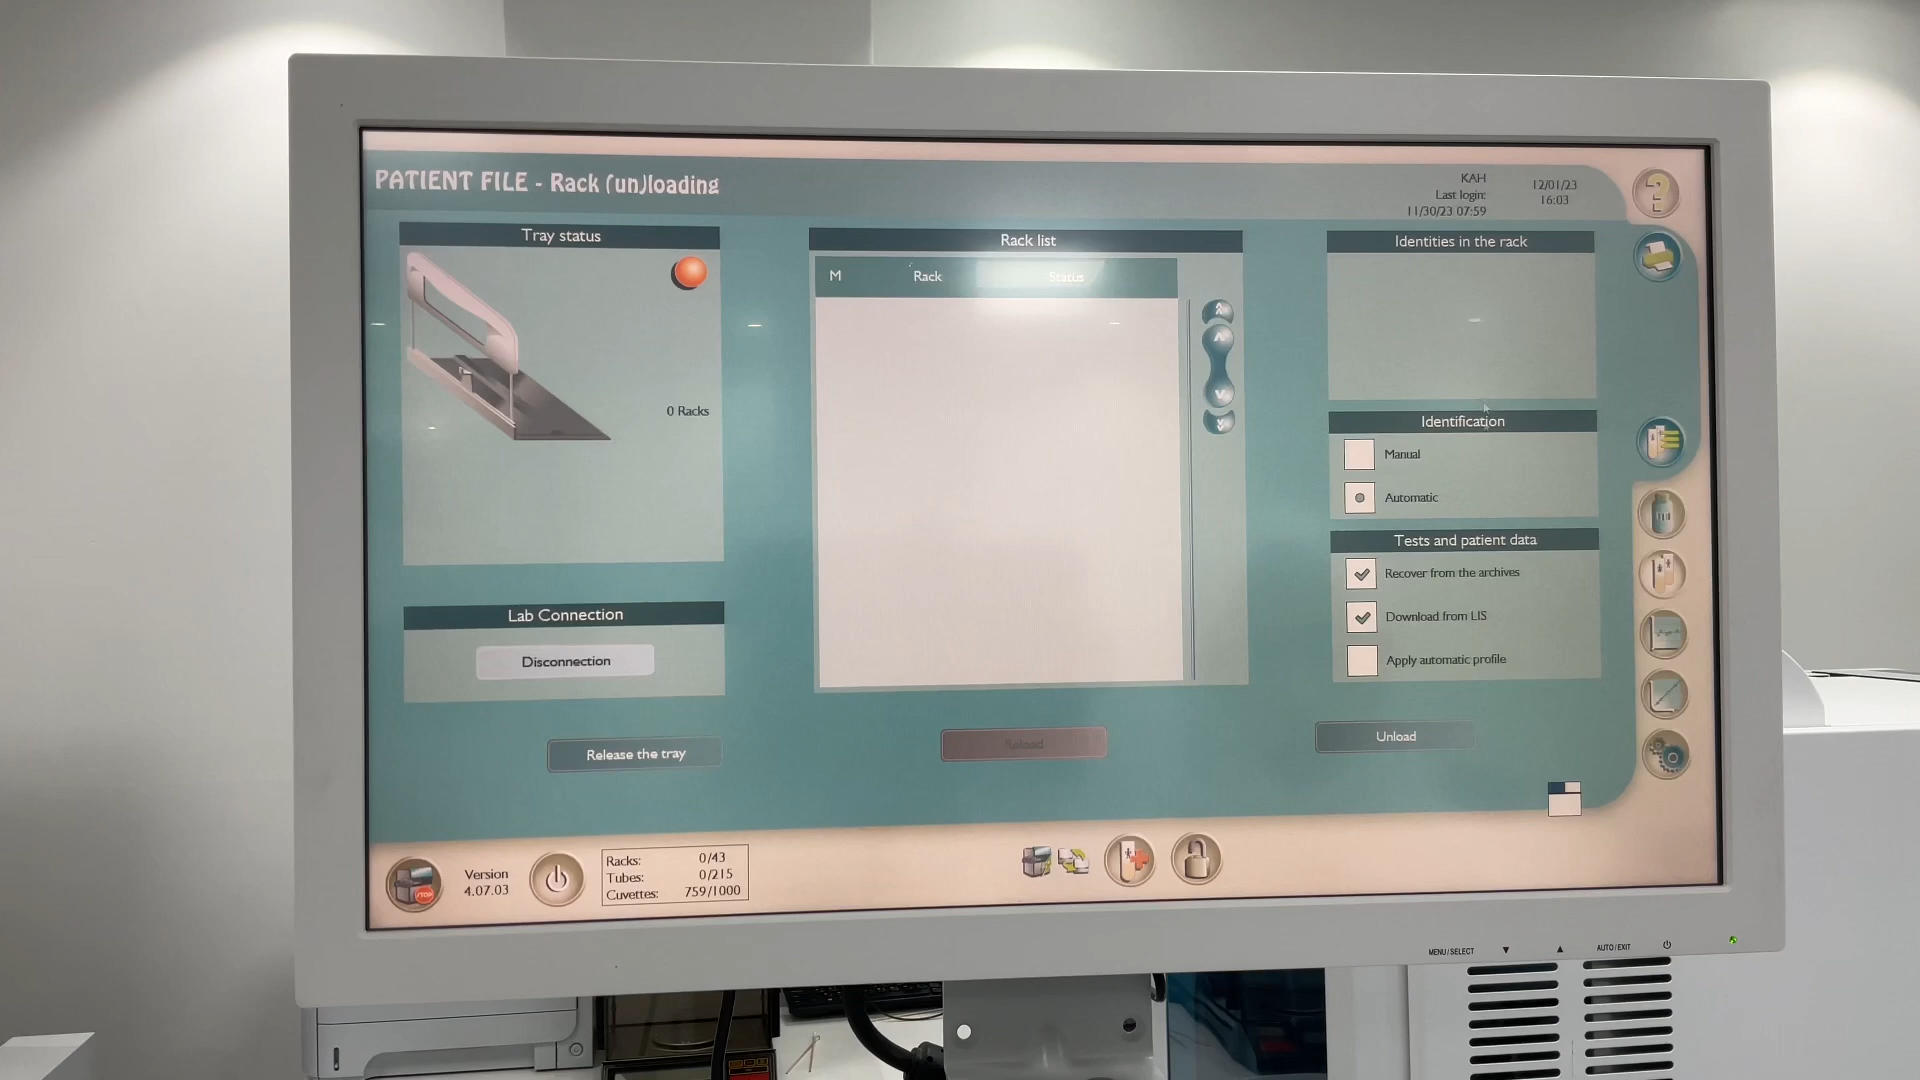 PATIENT FILE - Rack (un)loading
KAH
Last login:
11/30/23 07:59
12/01/23
16:03
Tray status
0 Racks
Lab Connection
Disconnection
Release the tray
Rack list
M Rack Status
Reload
Identities in the rack
Identification
Manual
Automatic
Tests and patient data
Recover from the archives
Download from LIS
Apply automatic profile
Unload
STOP
Version
4.07.03
Racks: 0/43
Tubes: 0/215
Cuvettes: 759/1000
MENU/SELECT ▼ ▲ AUTO/EXIT